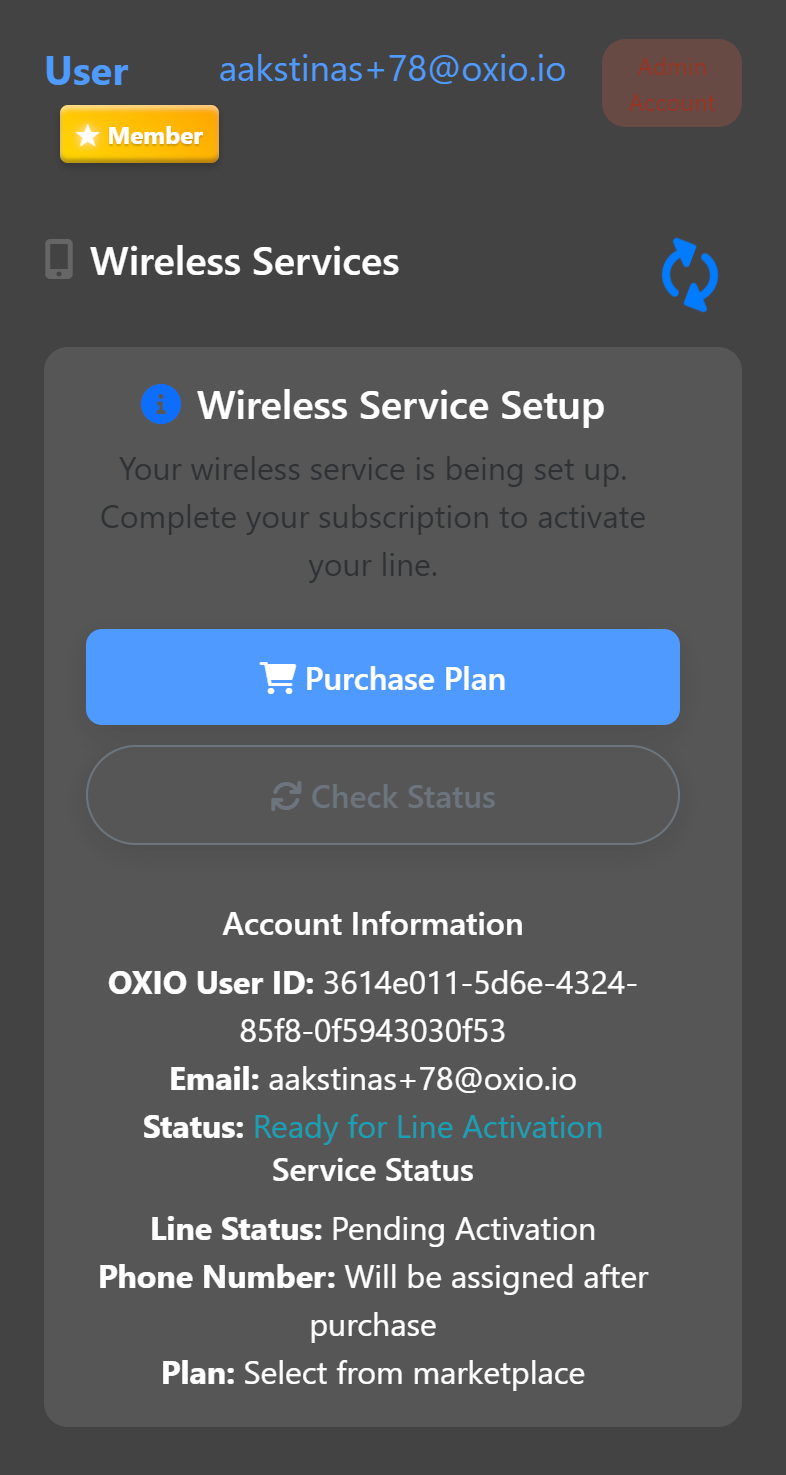 User
aakstinas+78@oxio.io
Admin
Account
Member
Wireless Services
Wireless Service Setup
Your wireless service is being set up.
Complete your subscription to activate
your line.
Purchase Plan
Check Status
Account Information
OXIO User ID: 3614e011-5d6e-4324-
85f8-0f5943030f53
Email: aakstinas+78@oxio.io
Status: Ready for Line Activation
Service Status
Line Status: Pending Activation
Phone Number: Will be assigned after
purchase
Plan: Select from marketplace